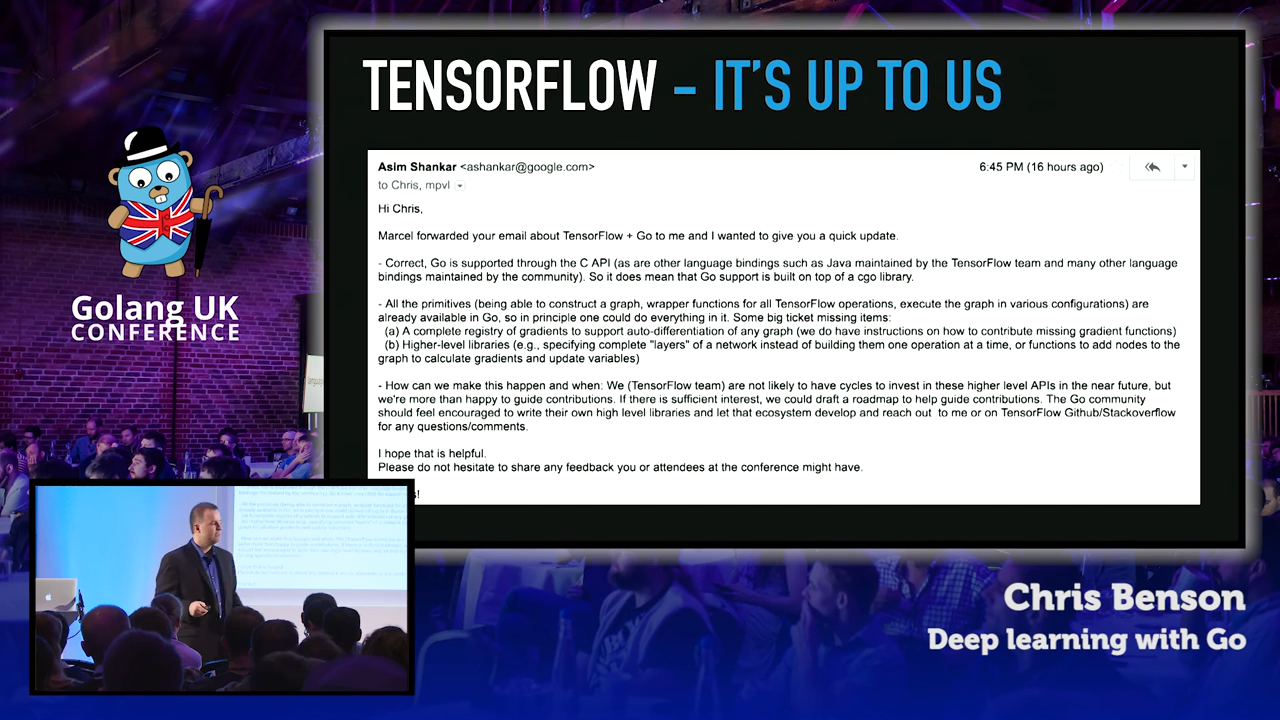 TENSORFLOW - IT'S UP TO US
Asim Shankar <ashankar@google.com>
6:45 PM (16 hours ago)
to Chris, mpvl
Hi Chris,
Marcel forwarded your email about TensorFlow + Go to me and I wanted to give you a quick update.
- Correct, Go is supported through the C API (as are other language bindings such as Java maintained by the TensorFlow team and many other language
bindings maintained by the community). So it does mean that Go support is built on top of a cgo library.
- All the primitives (being able to construct a graph, wrapper functions for all TensorFlow operations, execute the graph in various configurations) are
already available in Go, so in principle one could do everything in it. Some big ticket missing items:
(a) A complete registry of gradients to support auto-differentiation of any graph (we do have instructions on how to contribute missing gradient functions)
(b) Higher-level libraries (e.g., specifying complete "layers" of a network instead of building them one operation at a time, or functions to add nodes to the
graph to calculate gradients and update variables)
- How can we make this happen and when: We (TensorFlow team) are not likely to have cycles to invest in these higher level APIs in the near future, but
we're more than happy to guide contributions. If there is sufficient interest, we could draft a roadmap to help guide contributions. The Go community
should feel encouraged to write their own high level libraries and let that ecosystem develop and reach out to me or on TensorFlow Github/Stackoverflow
for any questions/comments.
I hope that is helpful.
Please do not hesitate to share any feedback you or attendees at the conference might have.
s!
Golang UK
CONFERENCE
Chris Benson
Deep learning with Go